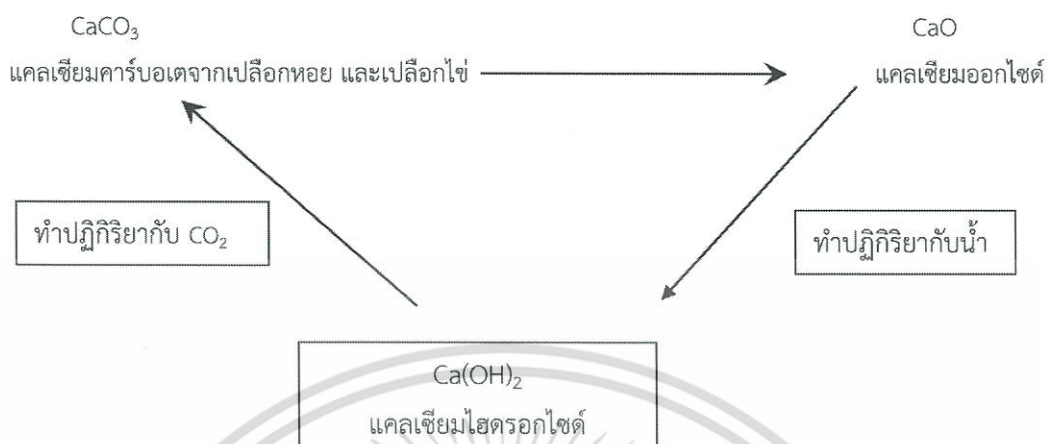 CaCO₃
แคลเซียมคาร์บอเตจากเปลือกหอย และเปลือกไข่
CaO
แคลเซียมออกไซด์
ทำปฏิกิริยากับ CO₂
ทำปฏิกิริยากับน้ำ
Ca(OH)₂
แคลเซียมไฮดรอกไซด์